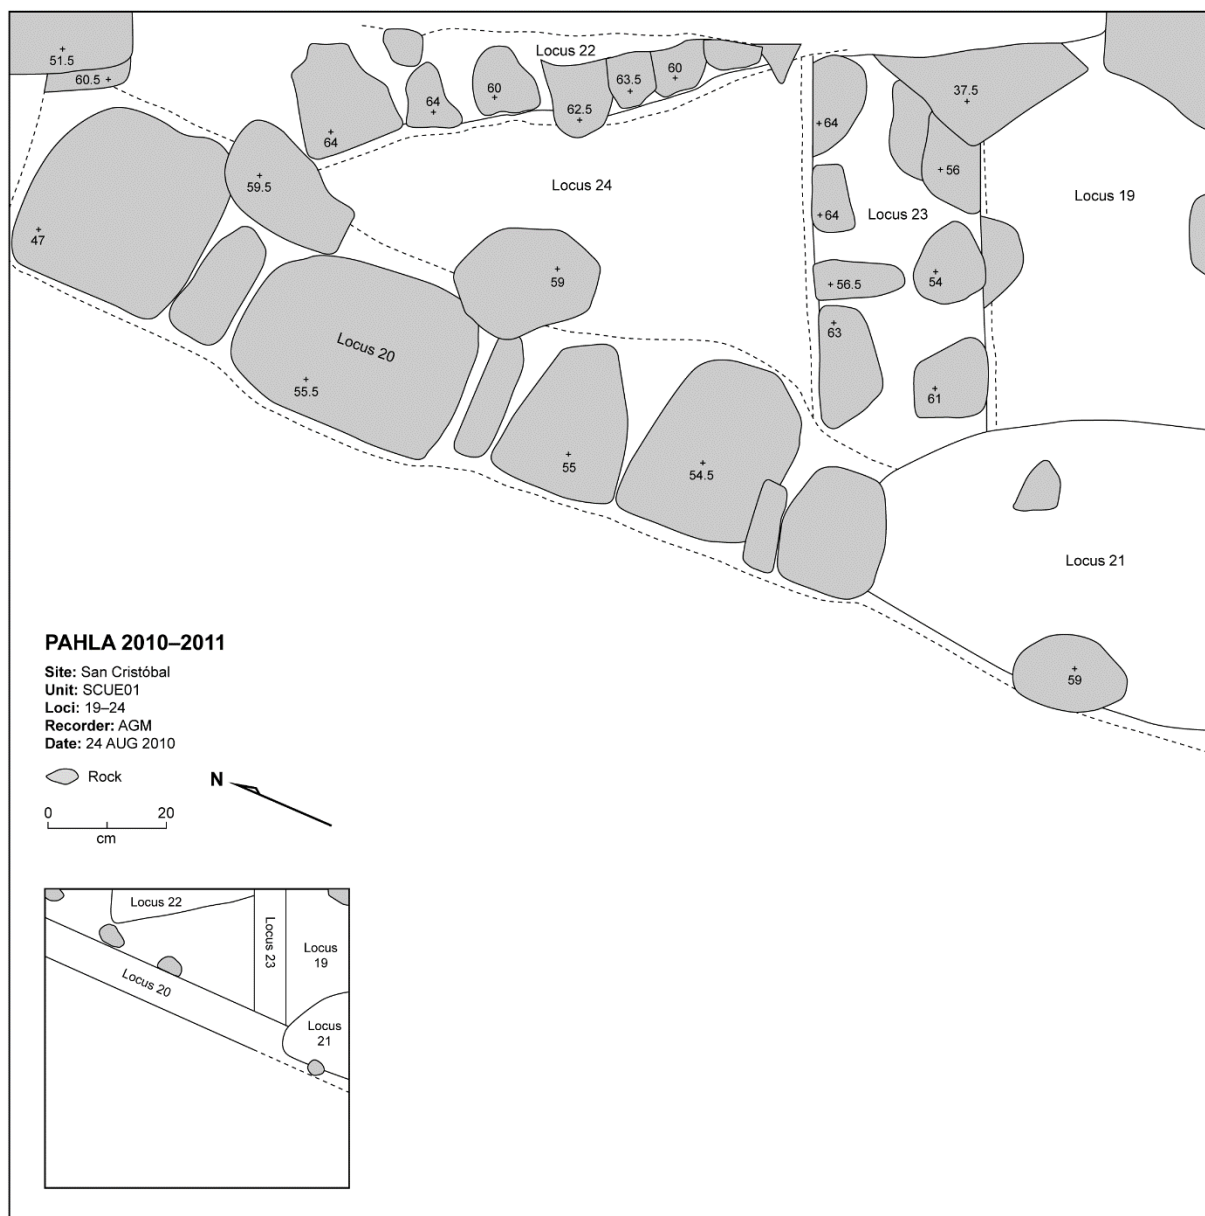 51.5
60.5
Locus 22
60
63.5
60
64
62.5
64
37.5
64
56
59.5
Locus 24
64
Locus 23
Locus 19
47
59
56.5
54
63
Locus 20
55.5
61
55
54.5
Locus 21
59
PAHLA 2010–2011
Site: San Cristóbal
Unit: SCUE01
Loci: 19–24
Recorder: AGM
Date: 24 AUG 2010
Rock
N
0 20
cm
Locus 22
Locus 23
Locus
19
Locus 20
Locus
21